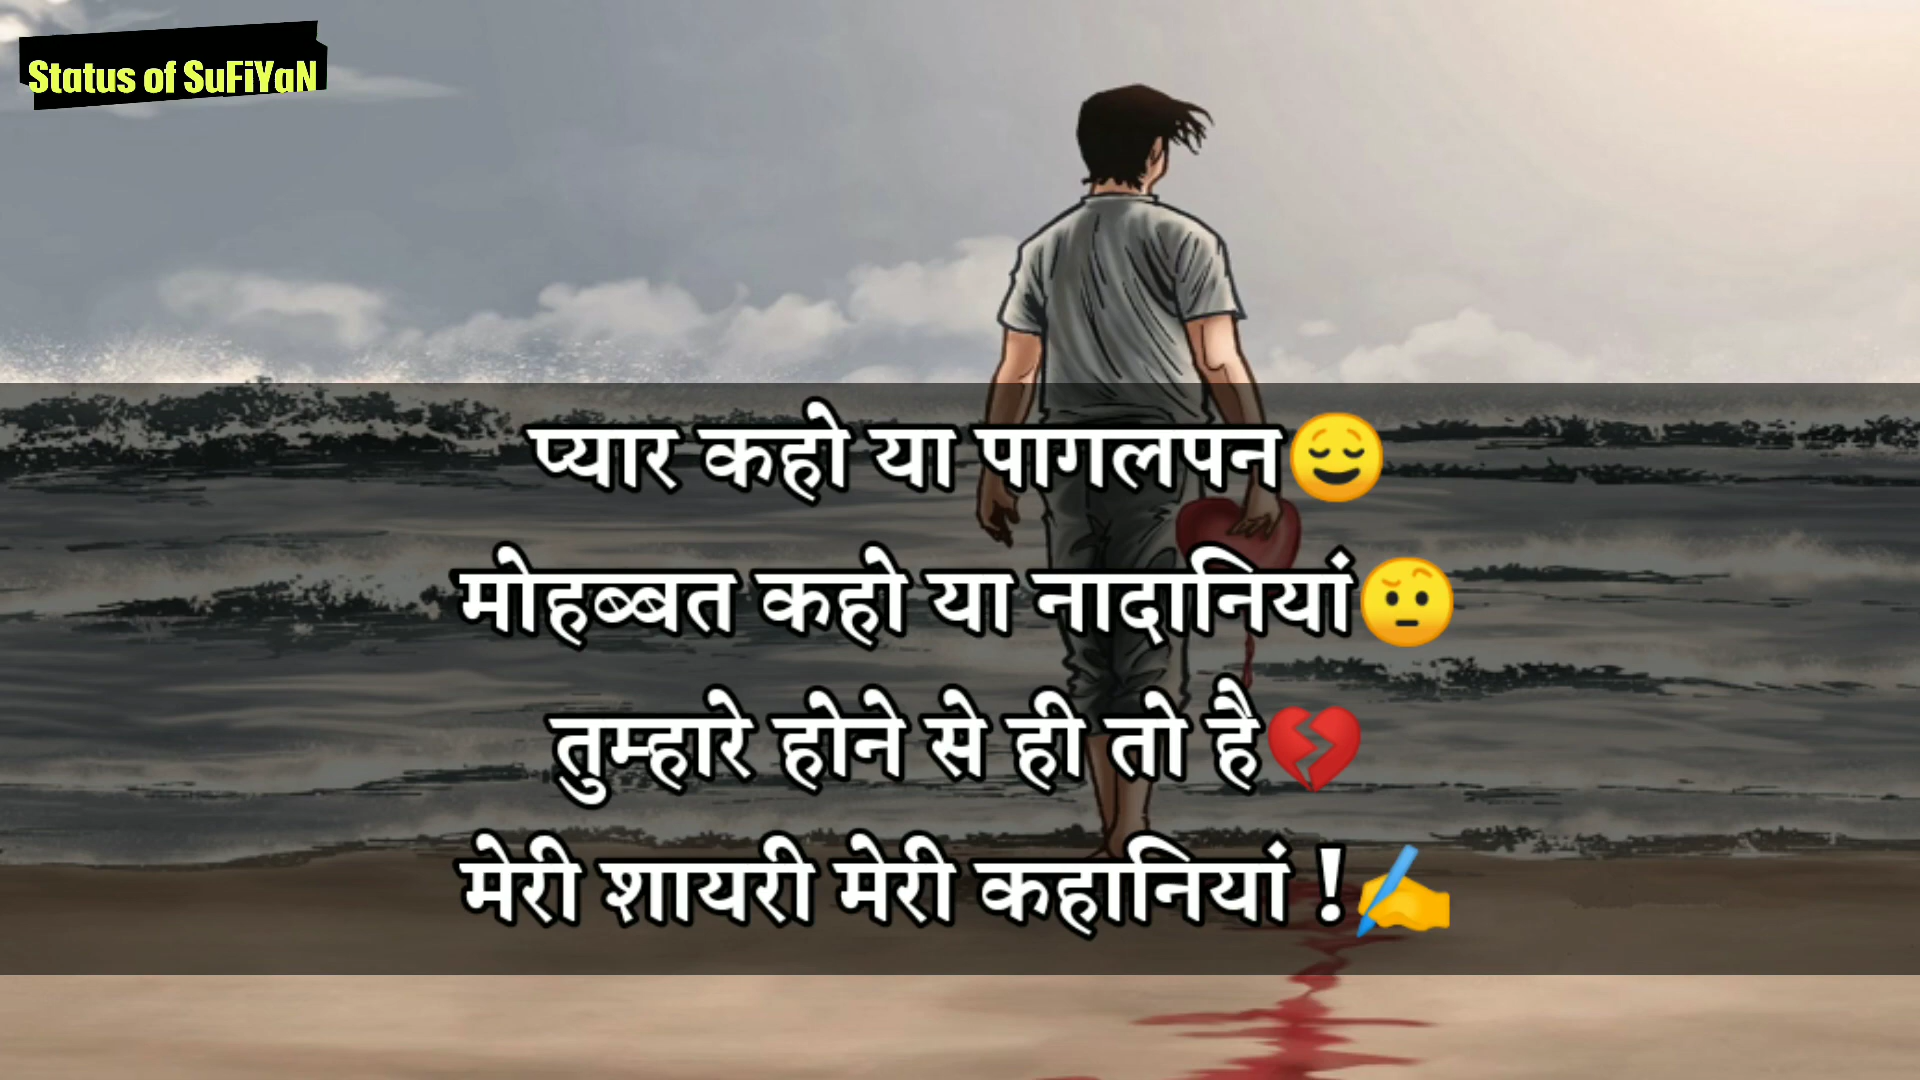 Status of SuFiYaN
प्यार कहो या पागलपन😌
मोहब्बत कहो या नादानियां🤨
तुम्हारे होने से ही तो है💔
मेरी शायरी मेरी कहानियां !✍️